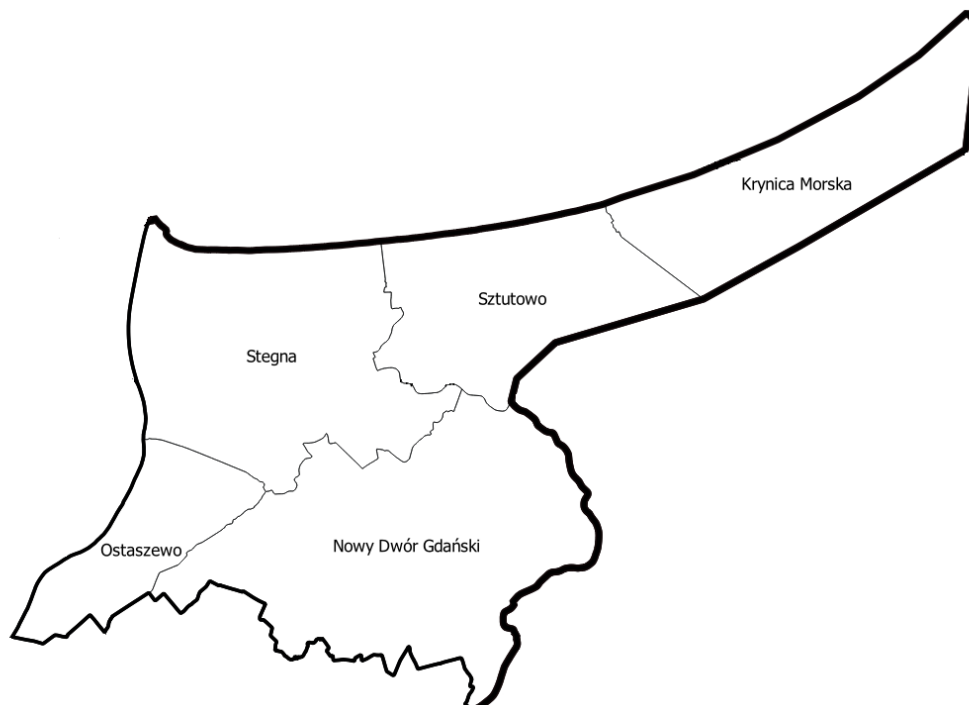 Krynica Morska
Sztutowo
Stegna
Ostaszewo
Nowy Dwór Gdański